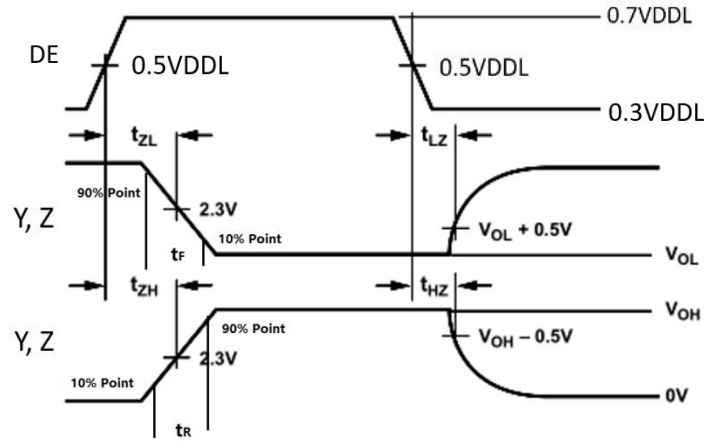 0.7VDDL
DE
0.5VDDL
0.5VDDL
0.3VDDL
tZL
tLZ
90% Point
Y, Z
2.3V
VOL + 0.5V
10% Point
tF
VOL
tZH
tHZ
VOH
90% Point
VOH – 0.5V
Y, Z
2.3V
10% Point
0V
tR